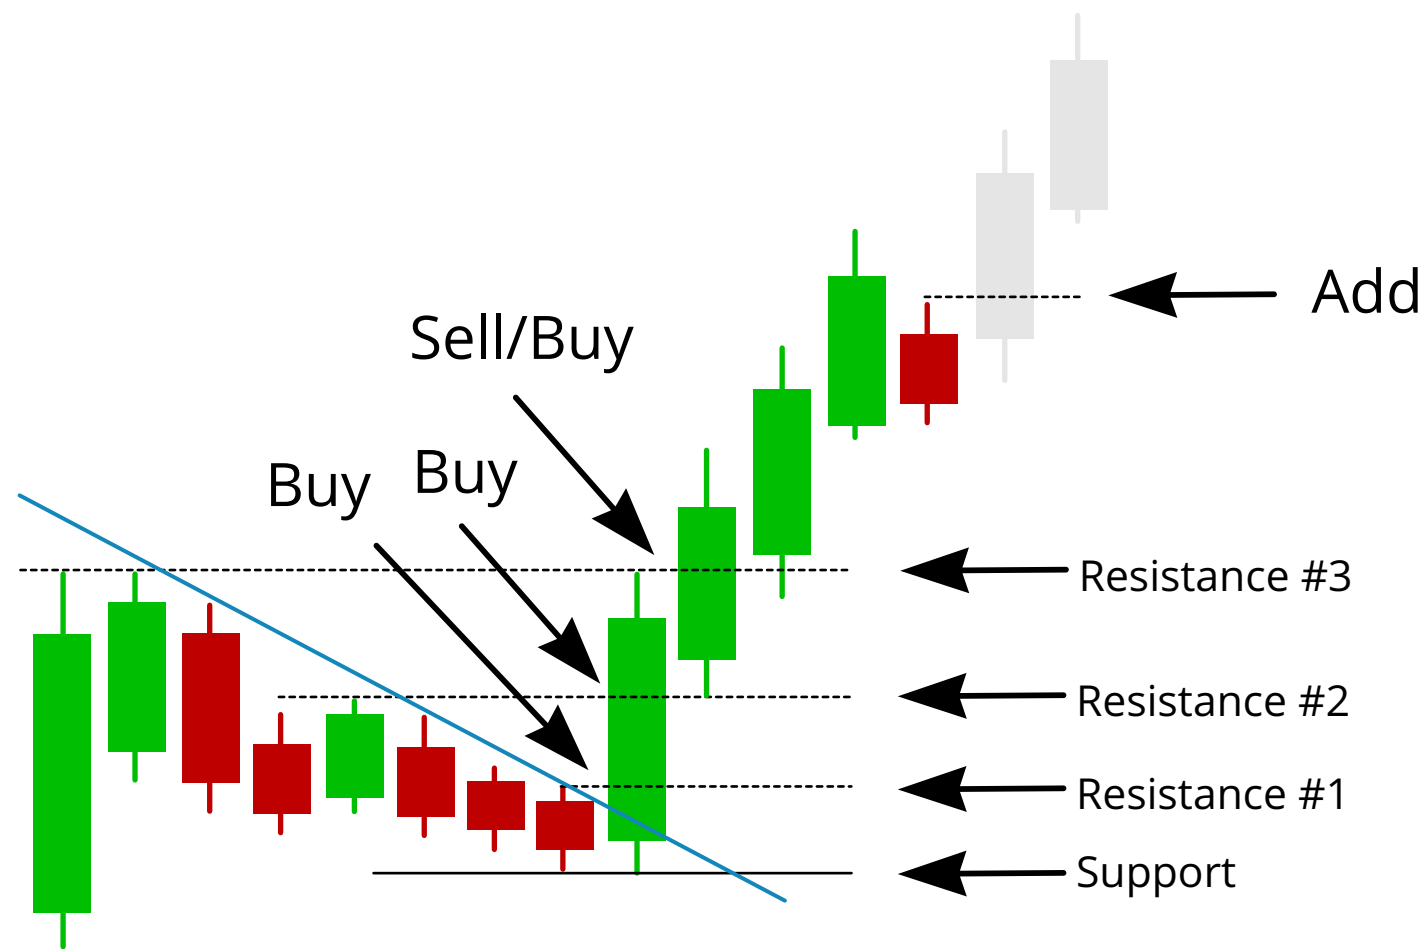 Add
Sell/Buy
Buy
Buy
Resistance #3
Resistance #2
Resistance #1
Support